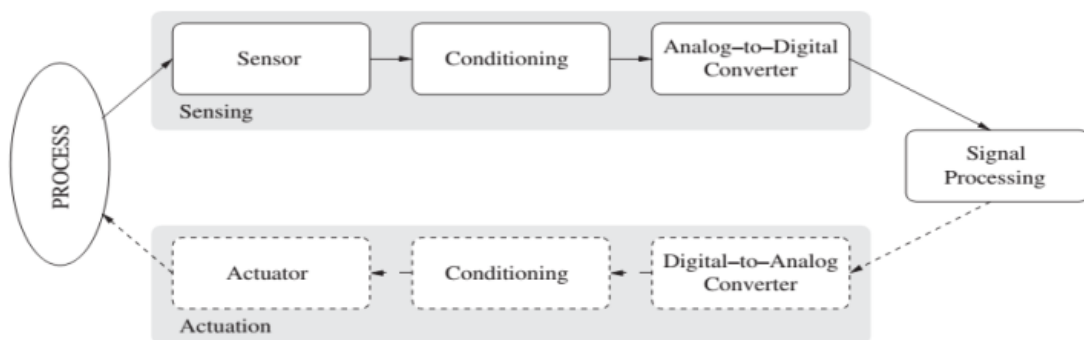 Sensor
Conditioning
Analog–to–Digital
Converter
Sensing
PROCESS
Signal
Processing
Actuator
Conditioning
Digital–to–Analog
Converter
Actuation